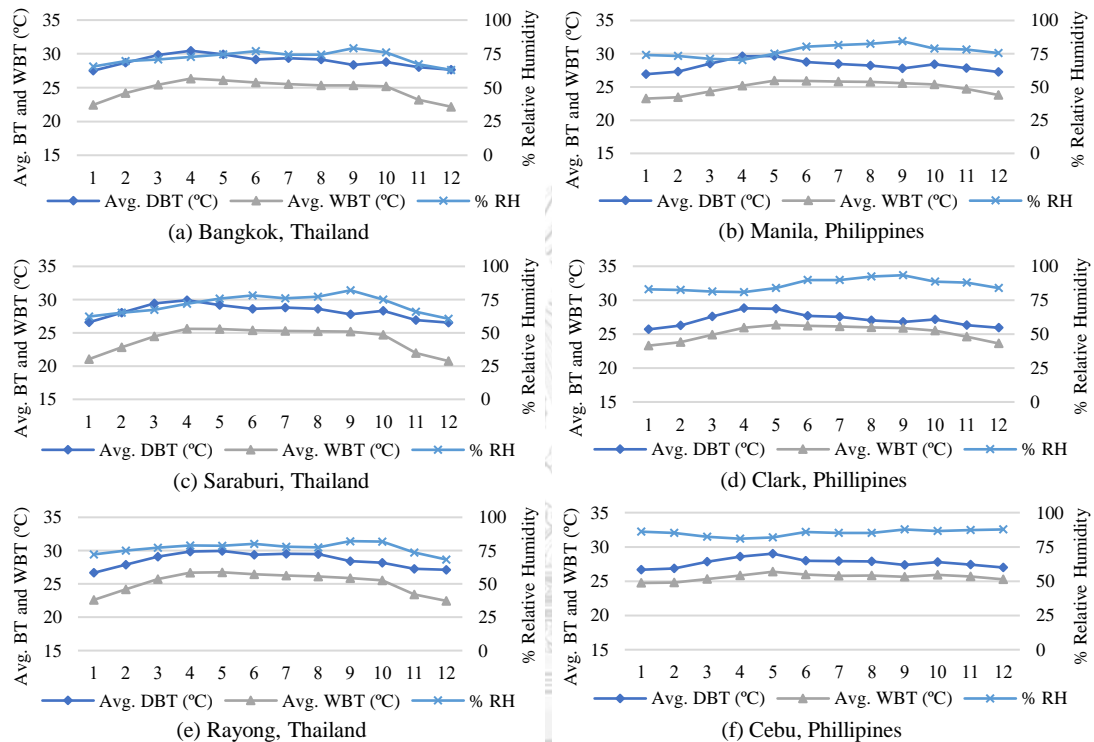 Avg. BT and WBT (ºC)
35
30
25
20
15
100
75
50
25
0
% Relative Humidity
1 2 3 4 5 6 7 8 9 10 11 12
Avg. DBT (ºC) Avg. WBT (ºC) % RH
(a) Bangkok, Thailand
Avg. BT and WBT (ºC)
35
30
25
20
15
100
75
50
25
0
% Relative Humidity
1 2 3 4 5 6 7 8 9 10 11 12
Avg. DBT (ºC) Avg. WBT (ºC) % RH
(b) Manila, Philippines
Avg. BT and WBT (ºC)
35
30
25
20
15
100
75
50
25
0
% Relative Humidity
1 2 3 4 5 6 7 8 9 10 11 12
Avg. DBT (ºC) Avg. WBT (ºC) % RH
(c) Saraburi, Thailand
Avg. BT and WBT (ºC)
35
30
25
20
15
100
75
50
25
0
% Relative Humidity
1 2 3 4 5 6 7 8 9 10 11 12
Avg. DBT (ºC) Avg. WBT (ºC) % RH
(d) Clark, Phillipines
Avg. BT and WBT (ºC)
35
30
25
20
15
100
75
50
25
0
% Relative Humidity
1 2 3 4 5 6 7 8 9 10 11 12
Avg. DBT (ºC) Avg. WBT (ºC) % RH
(e) Rayong, Thailand
Avg. BT and WBT (ºC)
35
30
25
20
15
100
75
50
25
0
% Relative Humidity
1 2 3 4 5 6 7 8 9 10 11 12
Avg. DBT (ºC) Avg. WBT (ºC) % RH
(f) Cebu, Phillipines